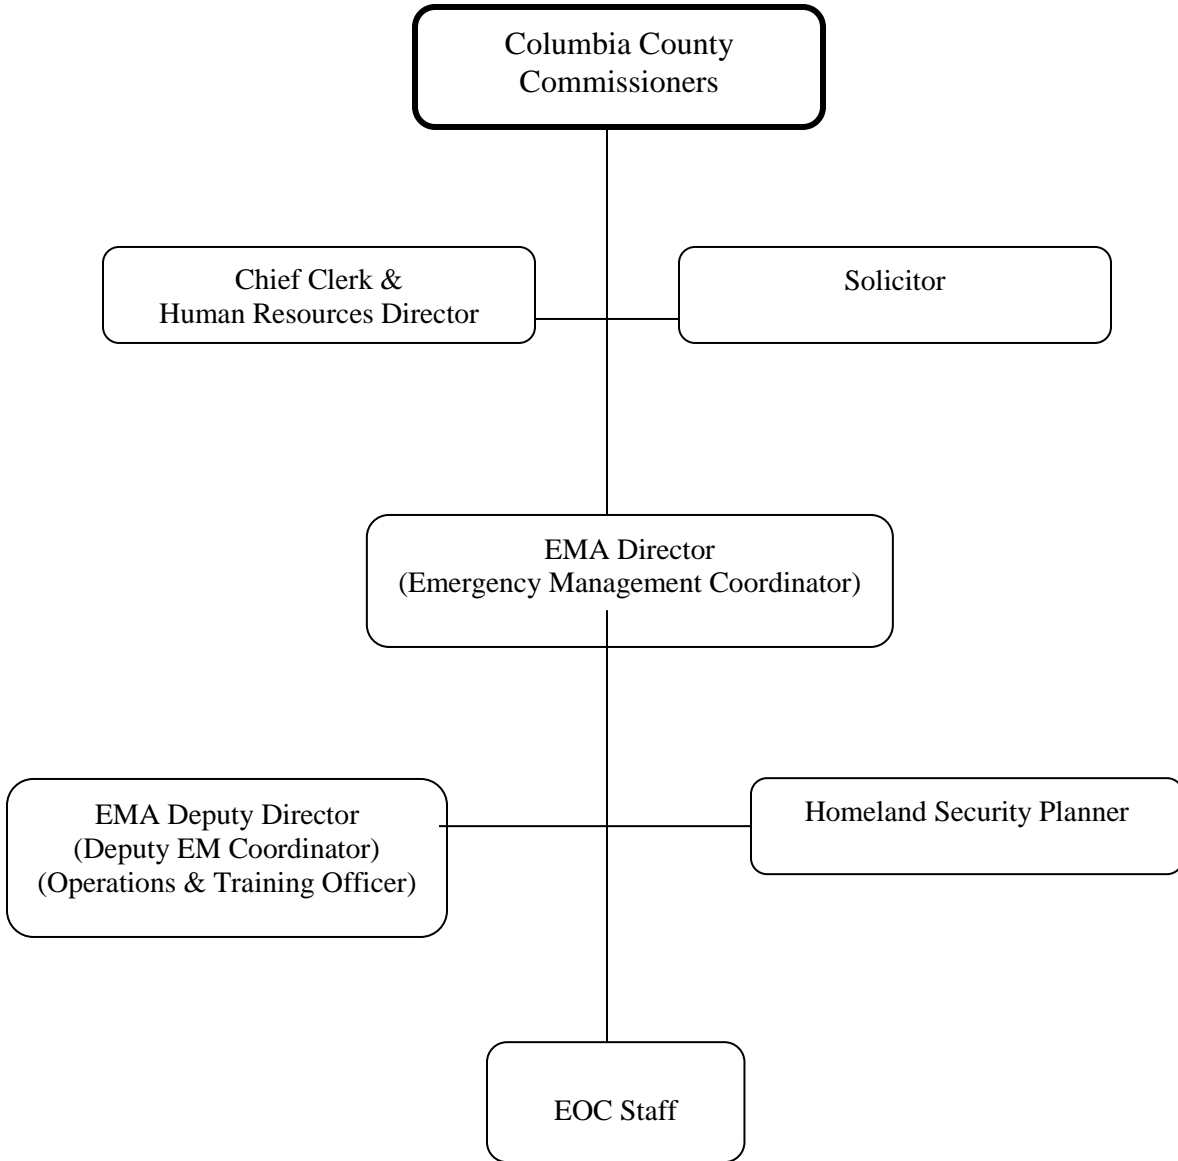 Columbia County
Commissioners
Chief Clerk &
Human Resources Director
Solicitor
EMA Director
(Emergency Management Coordinator)
EMA Deputy Director
(Deputy EM Coordinator)
(Operations & Training Officer)
Homeland Security Planner
EOC Staff